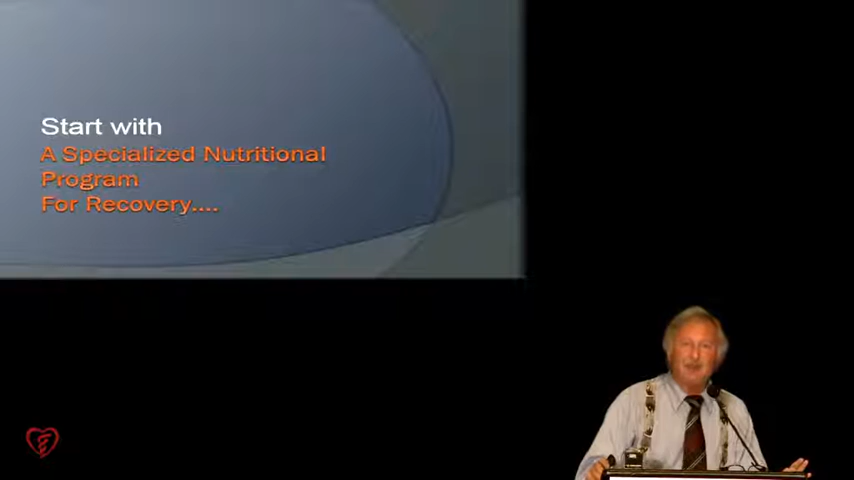 Start with
A Specialized Nutritional
Program
For Recovery....